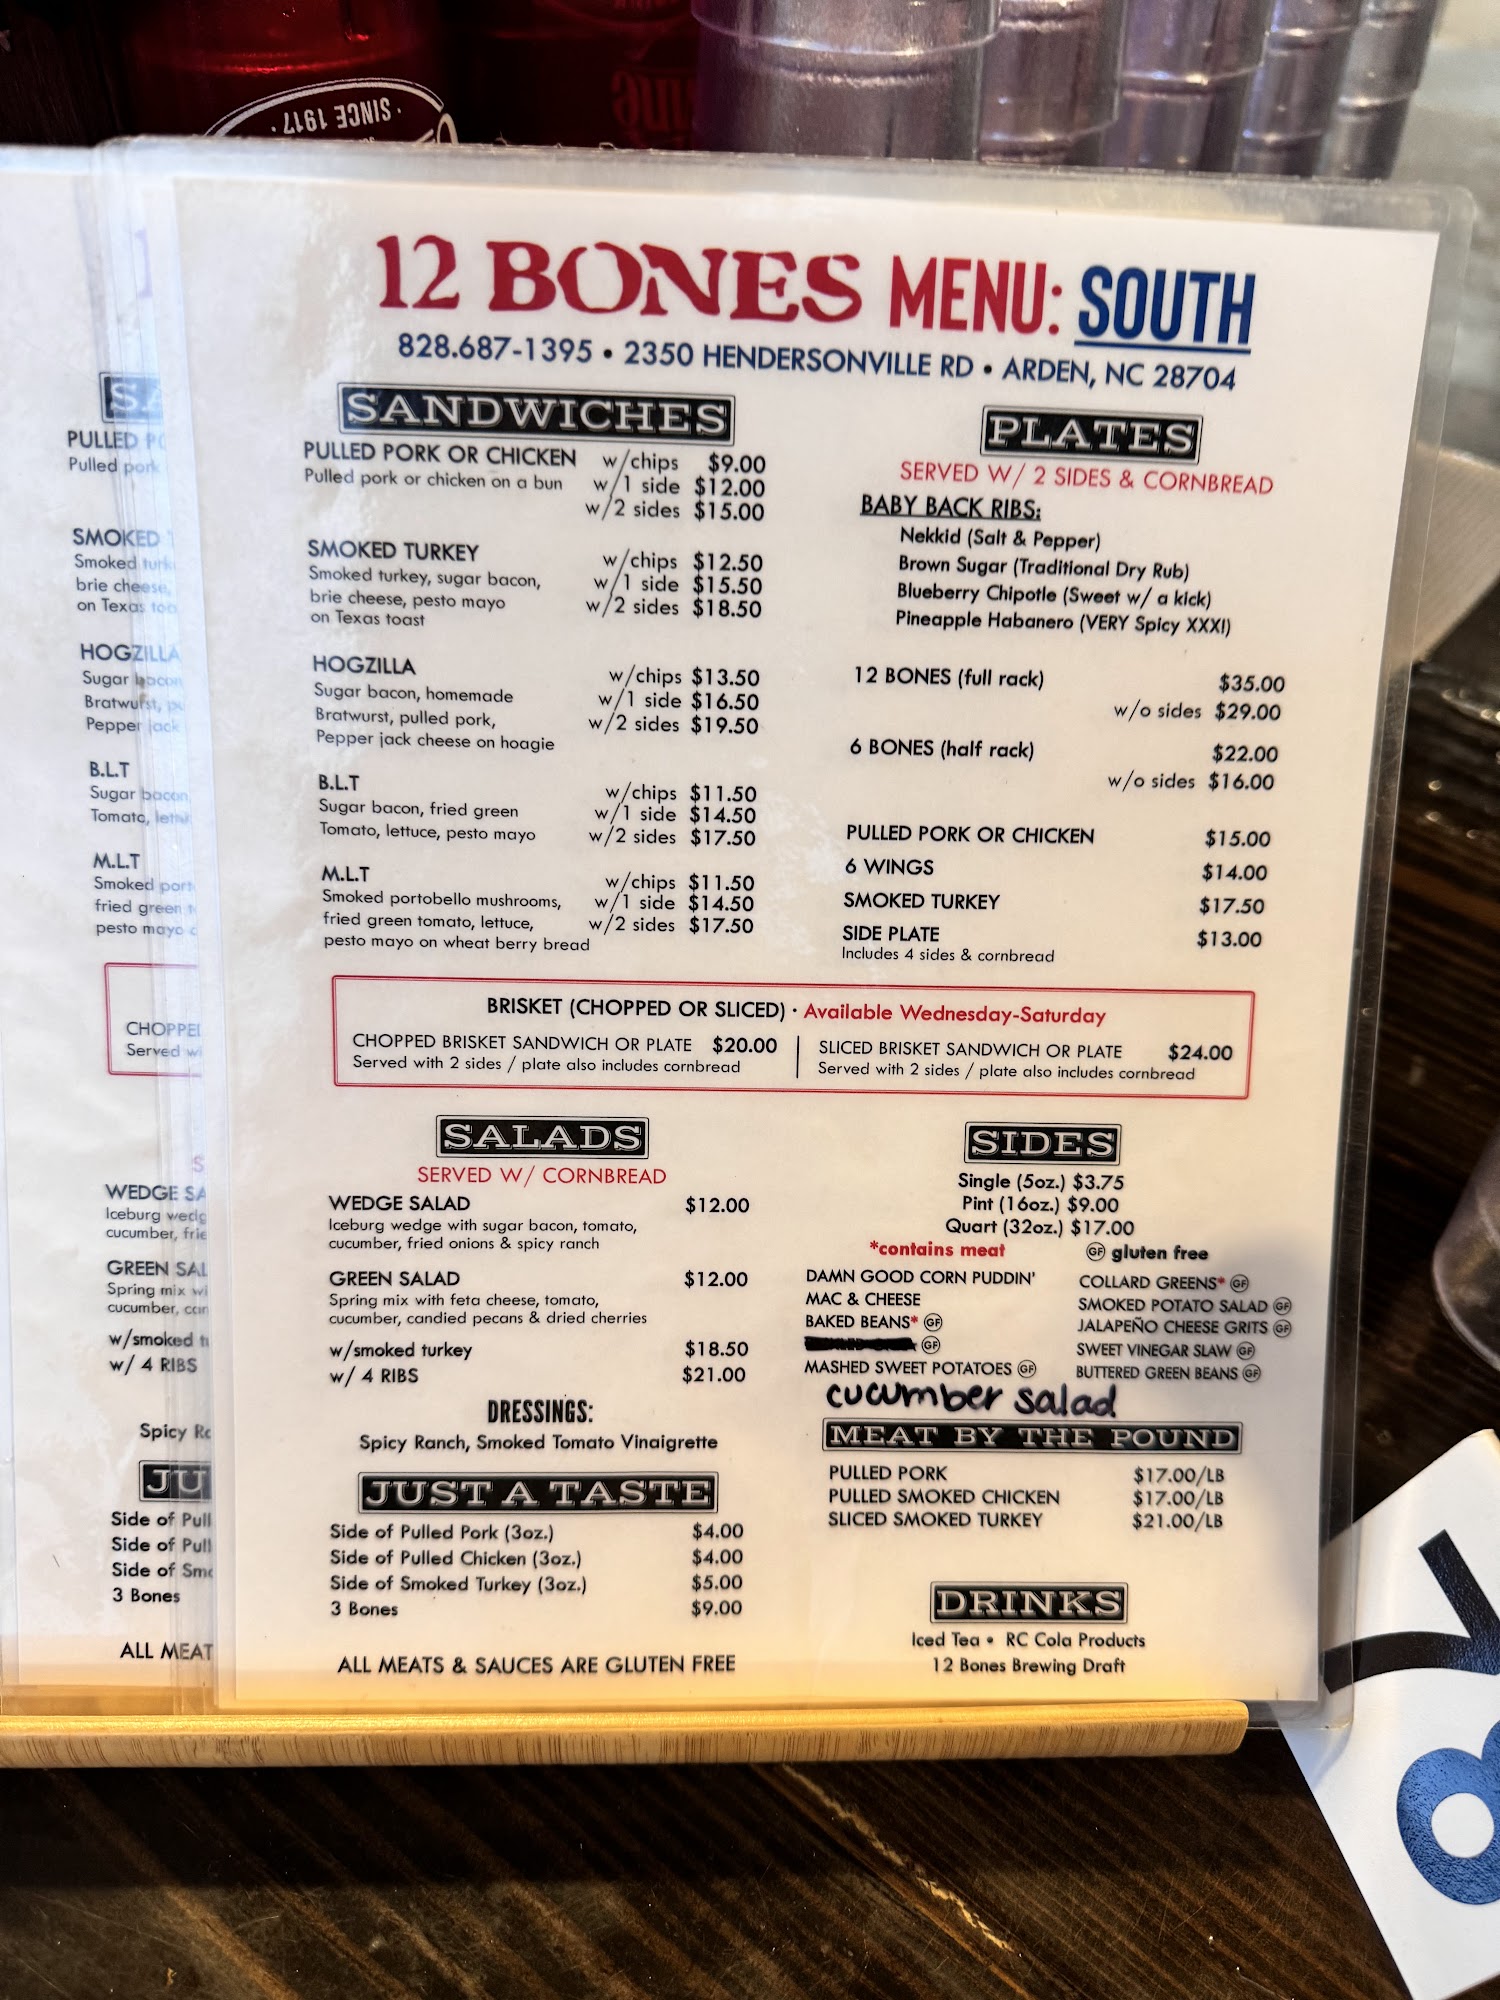 · SINCE 1917 ·
12 BONES MENU: SOUTH
828.687-1395 • 2350 HENDERSONVILLE RD • ARDEN, NC 28704
SANDWICHES
PULLED PORK OR CHICKEN w/chips $9.00
Pulled pork or chicken on a bun w/1 side $12.00
w/2 sides $15.00
SMOKED TURKEY w/chips $12.50
Smoked turkey, sugar bacon, w/1 side $15.50
brie cheese, pesto mayo w/2 sides $18.50
on Texas toast
HOGZILLA w/chips $13.50
Sugar bacon, homemade w/1 side $16.50
Bratwurst, pulled pork, w/2 sides $19.50
Pepper jack cheese on hoagie
B.L.T w/chips $11.50
Sugar bacon, fried green w/1 side $14.50
Tomato, lettuce, pesto mayo w/2 sides $17.50
M.L.T w/chips $11.50
Smoked portobello mushrooms, w/1 side $14.50
fried green tomato, lettuce, w/2 sides $17.50
pesto mayo on wheat berry bread
PLATES
SERVED W/ 2 SIDES & CORNBREAD
BABY BACK RIBS:
Nekkid (Salt & Pepper)
Brown Sugar (Traditional Dry Rub)
Blueberry Chipotle (Sweet w/ a kick)
Pineapple Habanero (VERY Spicy XXX!)
12 BONES (full rack) $35.00
w/o sides $29.00
6 BONES (half rack) $22.00
w/o sides $16.00
PULLED PORK OR CHICKEN $15.00
6 WINGS $14.00
SMOKED TURKEY $17.50
SIDE PLATE $13.00
Includes 4 sides & cornbread
BRISKET (CHOPPED OR SLICED) · Available Wednesday-Saturday
CHOPPED BRISKET SANDWICH OR PLATE $20.00
Served with 2 sides / plate also includes cornbread
SLICED BRISKET SANDWICH OR PLATE $24.00
Served with 2 sides / plate also includes cornbread
SALADS
SERVED W/ CORNBREAD
WEDGE SALAD $12.00
Iceburg wedge with sugar bacon, tomato,
cucumber, fried onions & spicy ranch
GREEN SALAD $12.00
Spring mix with feta cheese, tomato,
cucumber, candied pecans & dried cherries
w/smoked turkey $18.50
w/ 4 RIBS $21.00
DRESSINGS:
Spicy Ranch, Smoked Tomato Vinaigrette
JUST A TASTE
Side of Pulled Pork (3oz.) $4.00
Side of Pulled Chicken (3oz.) $4.00
Side of Smoked Turkey (3oz.) $5.00
3 Bones $9.00
ALL MEATS & SAUCES ARE GLUTEN FREE
SIDES
Single (5oz.) $3.75
Pint (16oz.) $9.00
Quart (32oz.) $17.00
*contains meat GF gluten free
DAMN GOOD CORN PUDDIN'
MAC & CHEESE
BAKED BEANS* GF
GF
MASHED SWEET POTATOES GF
COLLARD GREENS* GF
SMOKED POTATO SALAD GF
JALAPEÑO CHEESE GRITS GF
SWEET VINEGAR SLAW GF
BUTTERED GREEN BEANS GF
cucumber salad
MEAT BY THE POUND
PULLED PORK $17.00/LB
PULLED SMOKED CHICKEN $17.00/LB
SLICED SMOKED TURKEY $21.00/LB
DRINKS
Iced Tea • RC Cola Products
12 Bones Brewing Draft